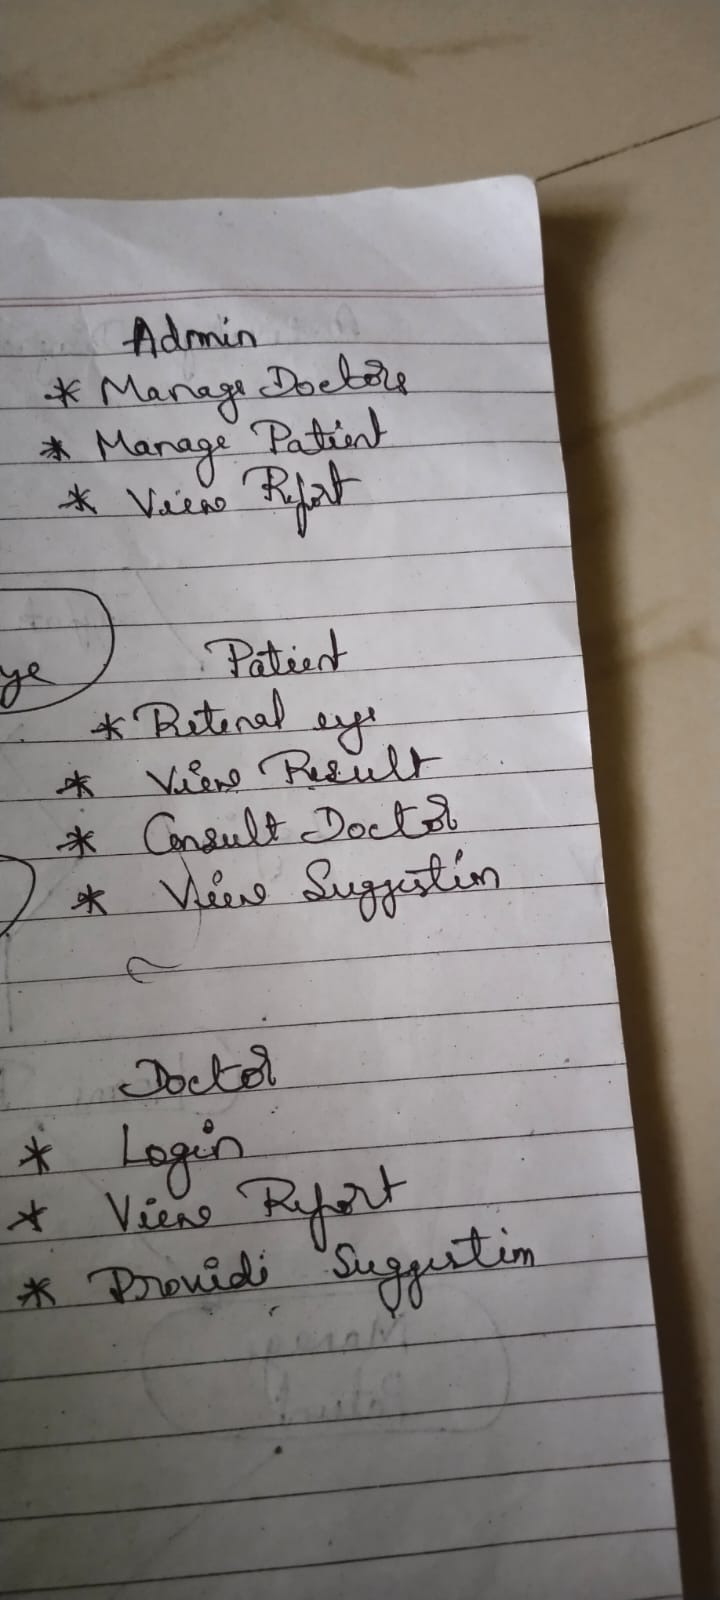 Admin
* Manage Doctors
* Manage Patient
* View Report
ye
Patient
* Retenal eye
* View Result
* Consult Doctor
* View Suggestion
Doctor
* Login
* View Report
* Provide Suggestion